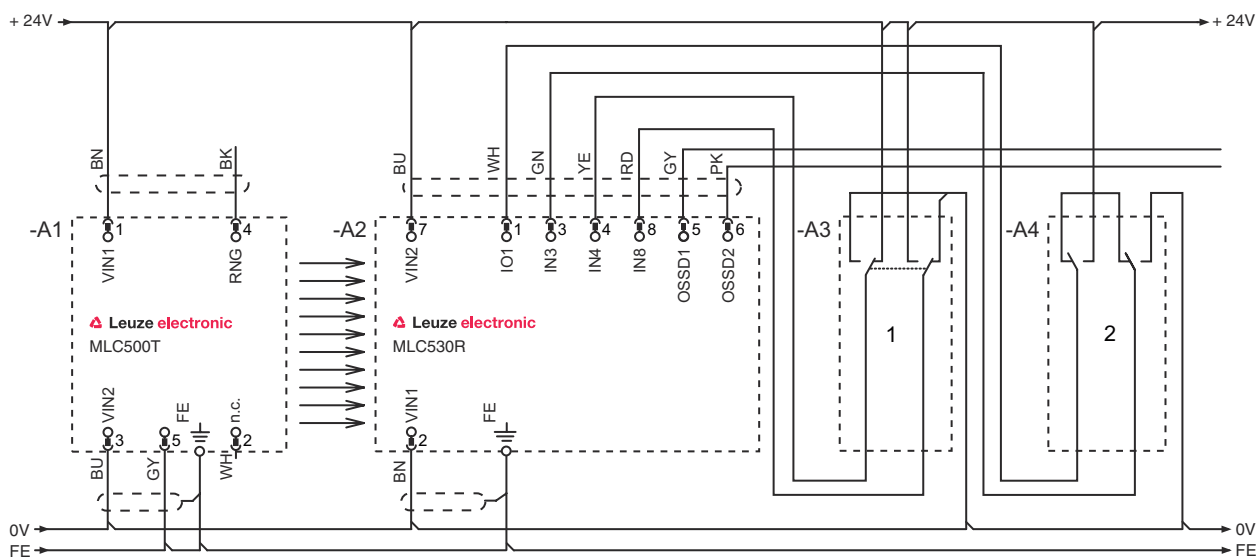 + 24V
+ 24V
BN
BK
BU
WH
GN
YE
RD
GY
PK
-A1
1
4
-A2
7
1
3
4
8
5
6
-A3
-A4
VIN1
RNG
VIN2
IO1
IN3
IN4
IN8
OSSD1
OSSD2
Leuze electronic
MLC500T
Leuze electronic
MLC530R
1
2
VIN2
FE
n.c.
VIN1
FE
3
5
2
2
BU
GY
WH
BN
0V
0V
FE
FE